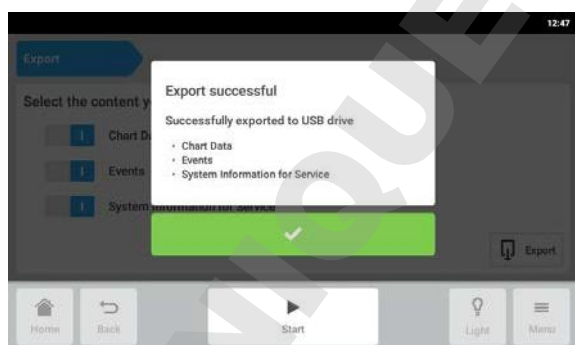 12:47
Export
Select the content y
Chart D
Events
System Information for Service
Export successful
Successfully exported to USB drive
· Chart Data
· Events
· System Information for Service
Export
Home
Back
Start
Light
Menu
NIQUE